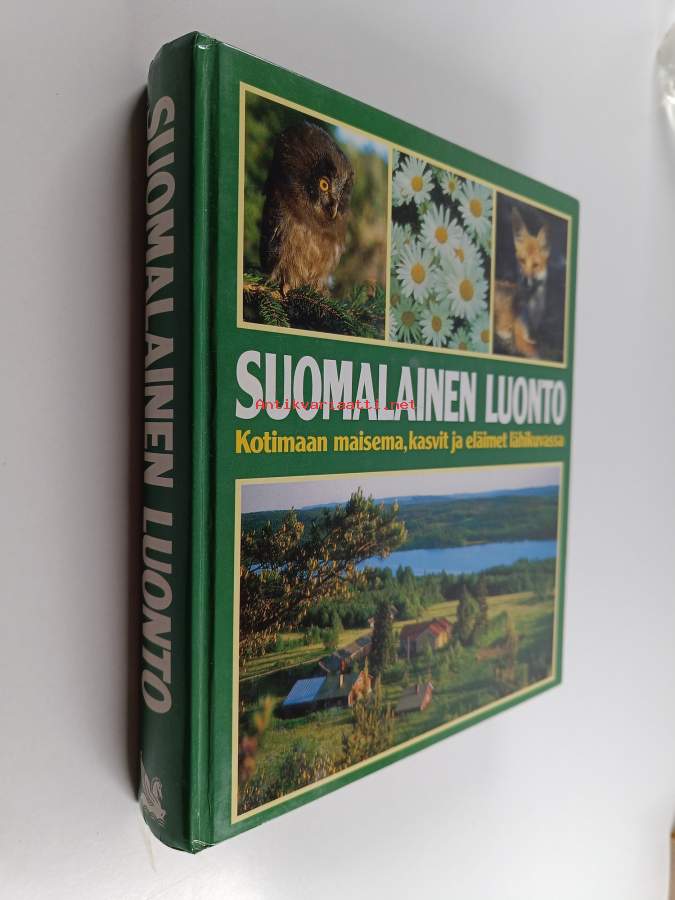 SUOMALAINEN LUONTO
SUOMALAINEN LUONTO
Antikvariaatti.net
Kotimaan maisema, kasvit ja eläimet lähikuvassa